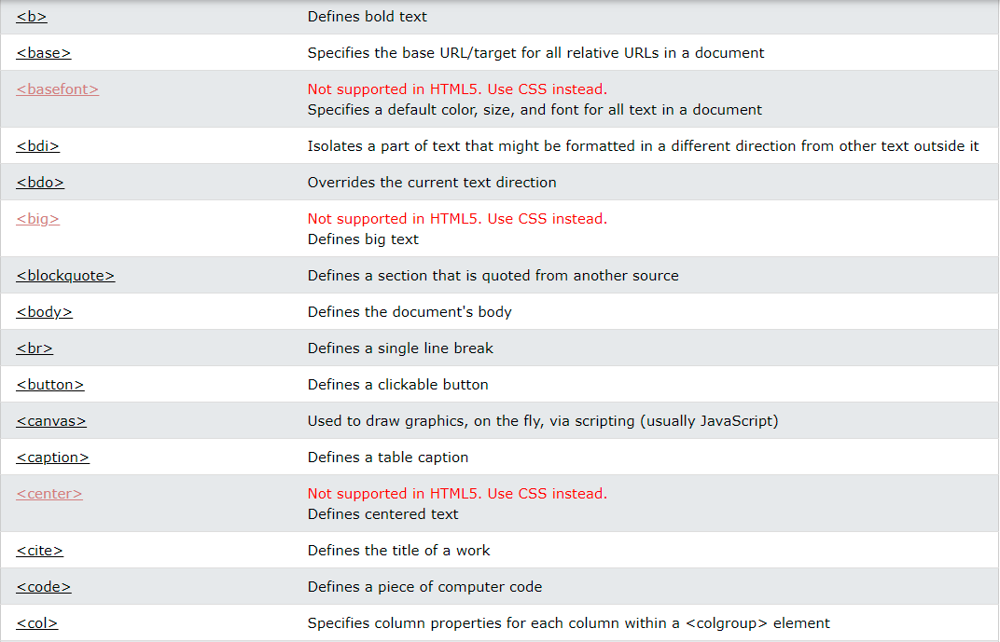 <b> Defines bold text
<base> Specifies the base URL/target for all relative URLs in a document
<basefont> Not supported in HTML5. Use CSS instead.
Specifies a default color, size, and font for all text in a document
<bdi> Isolates a part of text that might be formatted in a different direction from other text outside it
<bdo> Overrides the current text direction
<big> Not supported in HTML5. Use CSS instead.
Defines big text
<blockquote> Defines a section that is quoted from another source
<body> Defines the document's body
<br> Defines a single line break
<button> Defines a clickable button
<canvas> Used to draw graphics, on the fly, via scripting (usually JavaScript)
<caption> Defines a table caption
<center> Not supported in HTML5. Use CSS instead.
Defines centered text
<cite> Defines the title of a work
<code> Defines a piece of computer code
<col> Specifies column properties for each column within a <colgroup> element